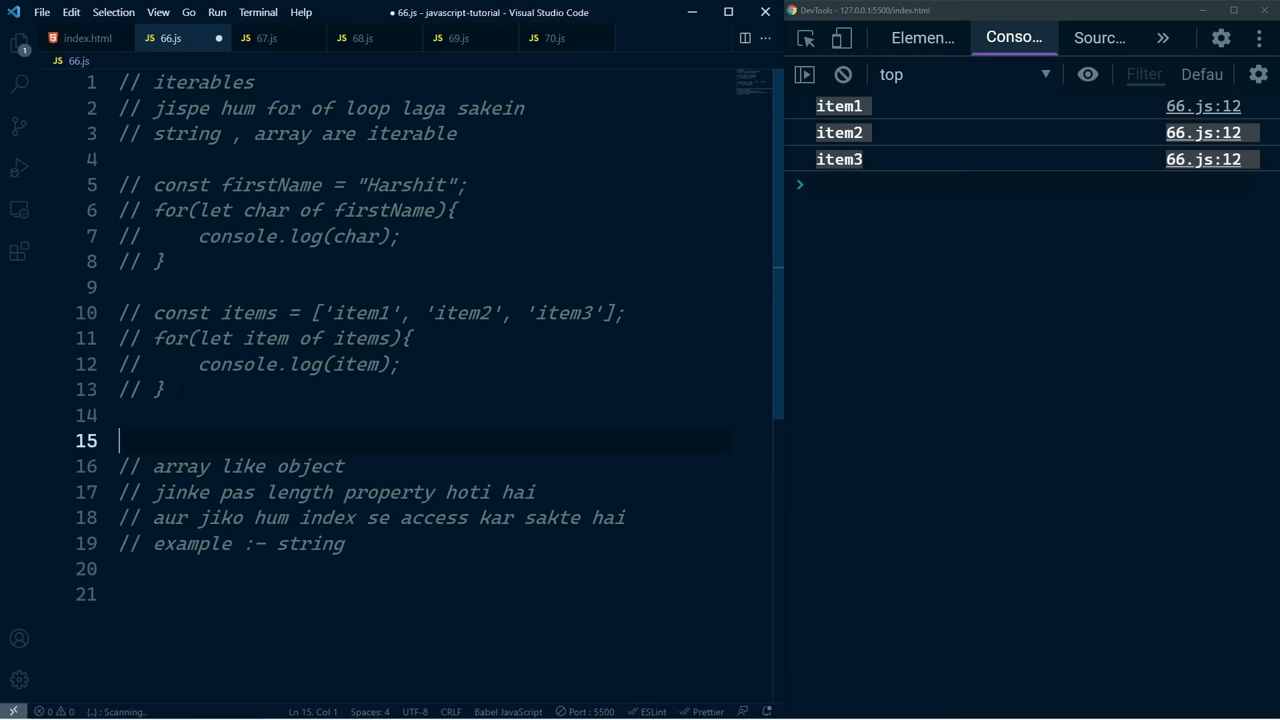 File Edit Selection View Go Run Terminal Help
● 66.js - javascript-tutorial - Visual Studio Code
index.html
JS 66.js ●
JS 67.js
JS 68.js
JS 69.js
JS 70.js
JS 66.js
1
1 // iterables
2 // jispe hum for of loop laga sakein
3 // string , array are iterable
4
5 // const firstName = "Harshit";
6 // for(let char of firstName){
7 //     console.log(char);
8 // }
9
10 // const items = ['item1', 'item2', 'item3'];
11 // for(let item of items){
12 //     console.log(item);
13 // }
14
15
16 // array like object
17 // jinke pas length property hoti hai
18 // aur jiko hum index se access kar sakte hai
19 // example :- string
20
21
0 0 {..} : Scanning.. Ln 15, Col 1 Spaces: 4 UTF-8 CRLF Babel JavaScript Port : 5500 ESLint Prettier
DevTools - 127.0.0.1:5500/index.html
Elemen... Conso... Sourc... »
top Filter Defau
item1 66.js:12
item2 66.js:12
item3 66.js:12